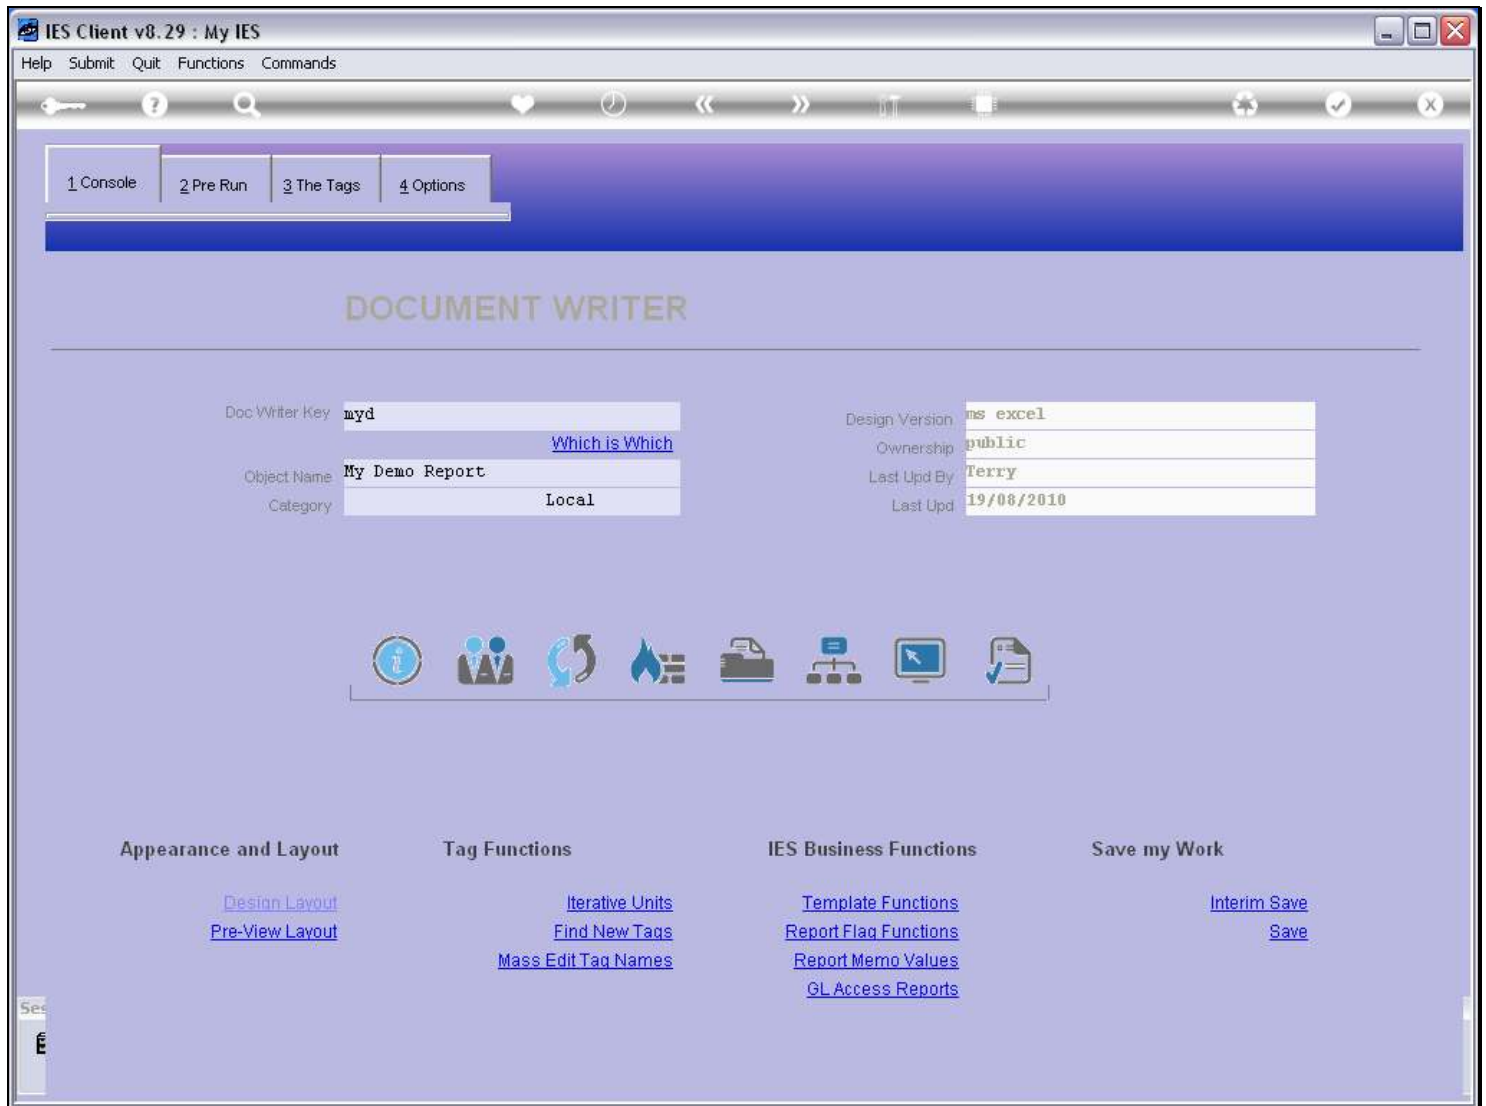 IES Client v8.29 : My IES
Help Submit Quit Functions Commands
1 Console 2 Pre Run 3 The Tags 4 Options
DOCUMENT WRITER
Doc Writer Key myd
Which is Which
Object Name My Demo Report
Category Local
Design Version ms excel
Ownership public
Last Upd By Terry
Last Upd 19/08/2010
Appearance and Layout
Design Layout
Pre-View Layout
Tag Functions
Iterative Units
Find New Tags
Mass Edit Tag Names
IES Business Functions
Template Functions
Report Flag Functions
Report Memo Values
GL Access Reports
Save my Work
Interim Save
Save